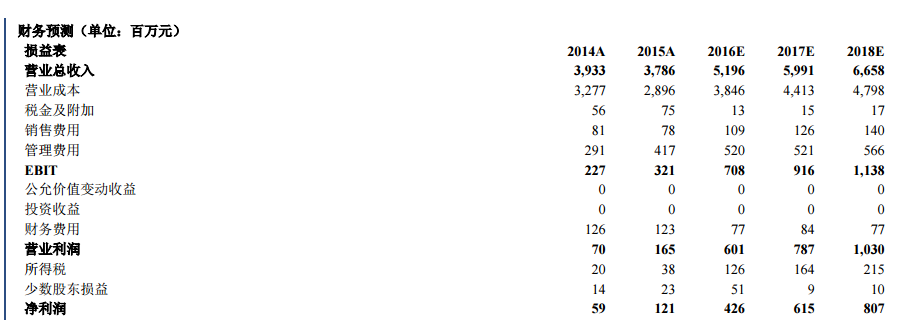 财务预测（单位：百万元）
损益表 2014A 2015A 2016E 2017E 2018E
营业总收入 3,933 3,786 5,196 5,991 6,658
营业成本 3,277 2,896 3,846 4,413 4,798
税金及附加 56 75 13 15 17
销售费用 81 78 109 126 140
管理费用 291 417 520 521 566
EBIT 227 321 708 916 1,138
公允价值变动收益 0 0 0 0 0
投资收益 0 0 0 0 0
财务费用 126 123 77 84 77
营业利润 70 165 601 787 1,030
所得税 20 38 126 164 215
少数股东损益 14 23 51 9 10
净利润 59 121 426 615 807